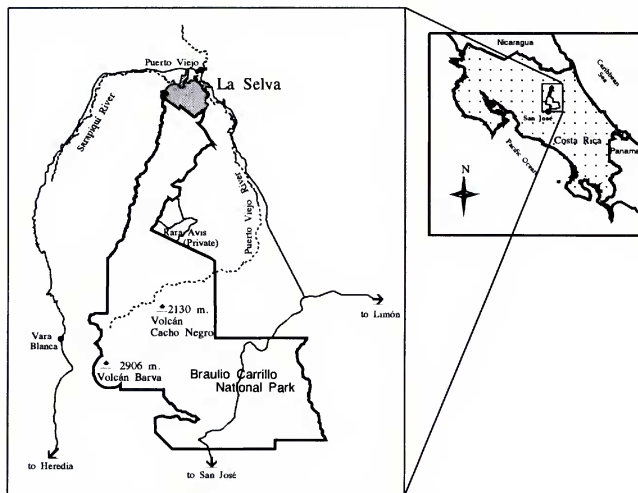 Puerto Viejo
La Selva
Sarapiqui River
Puerto Viejo River
Rara Avis
(Private)
2130 m.
Volcán
Cacho Negro
to Limón
Vara
Blanca
2906 m.
Volcán Barva
Braulio Carrillo
National Park
to Heredia
to San José
Nicaragua
Caribbean
Sea
San José
Costa Rica
Panama
Pacific Ocean
N